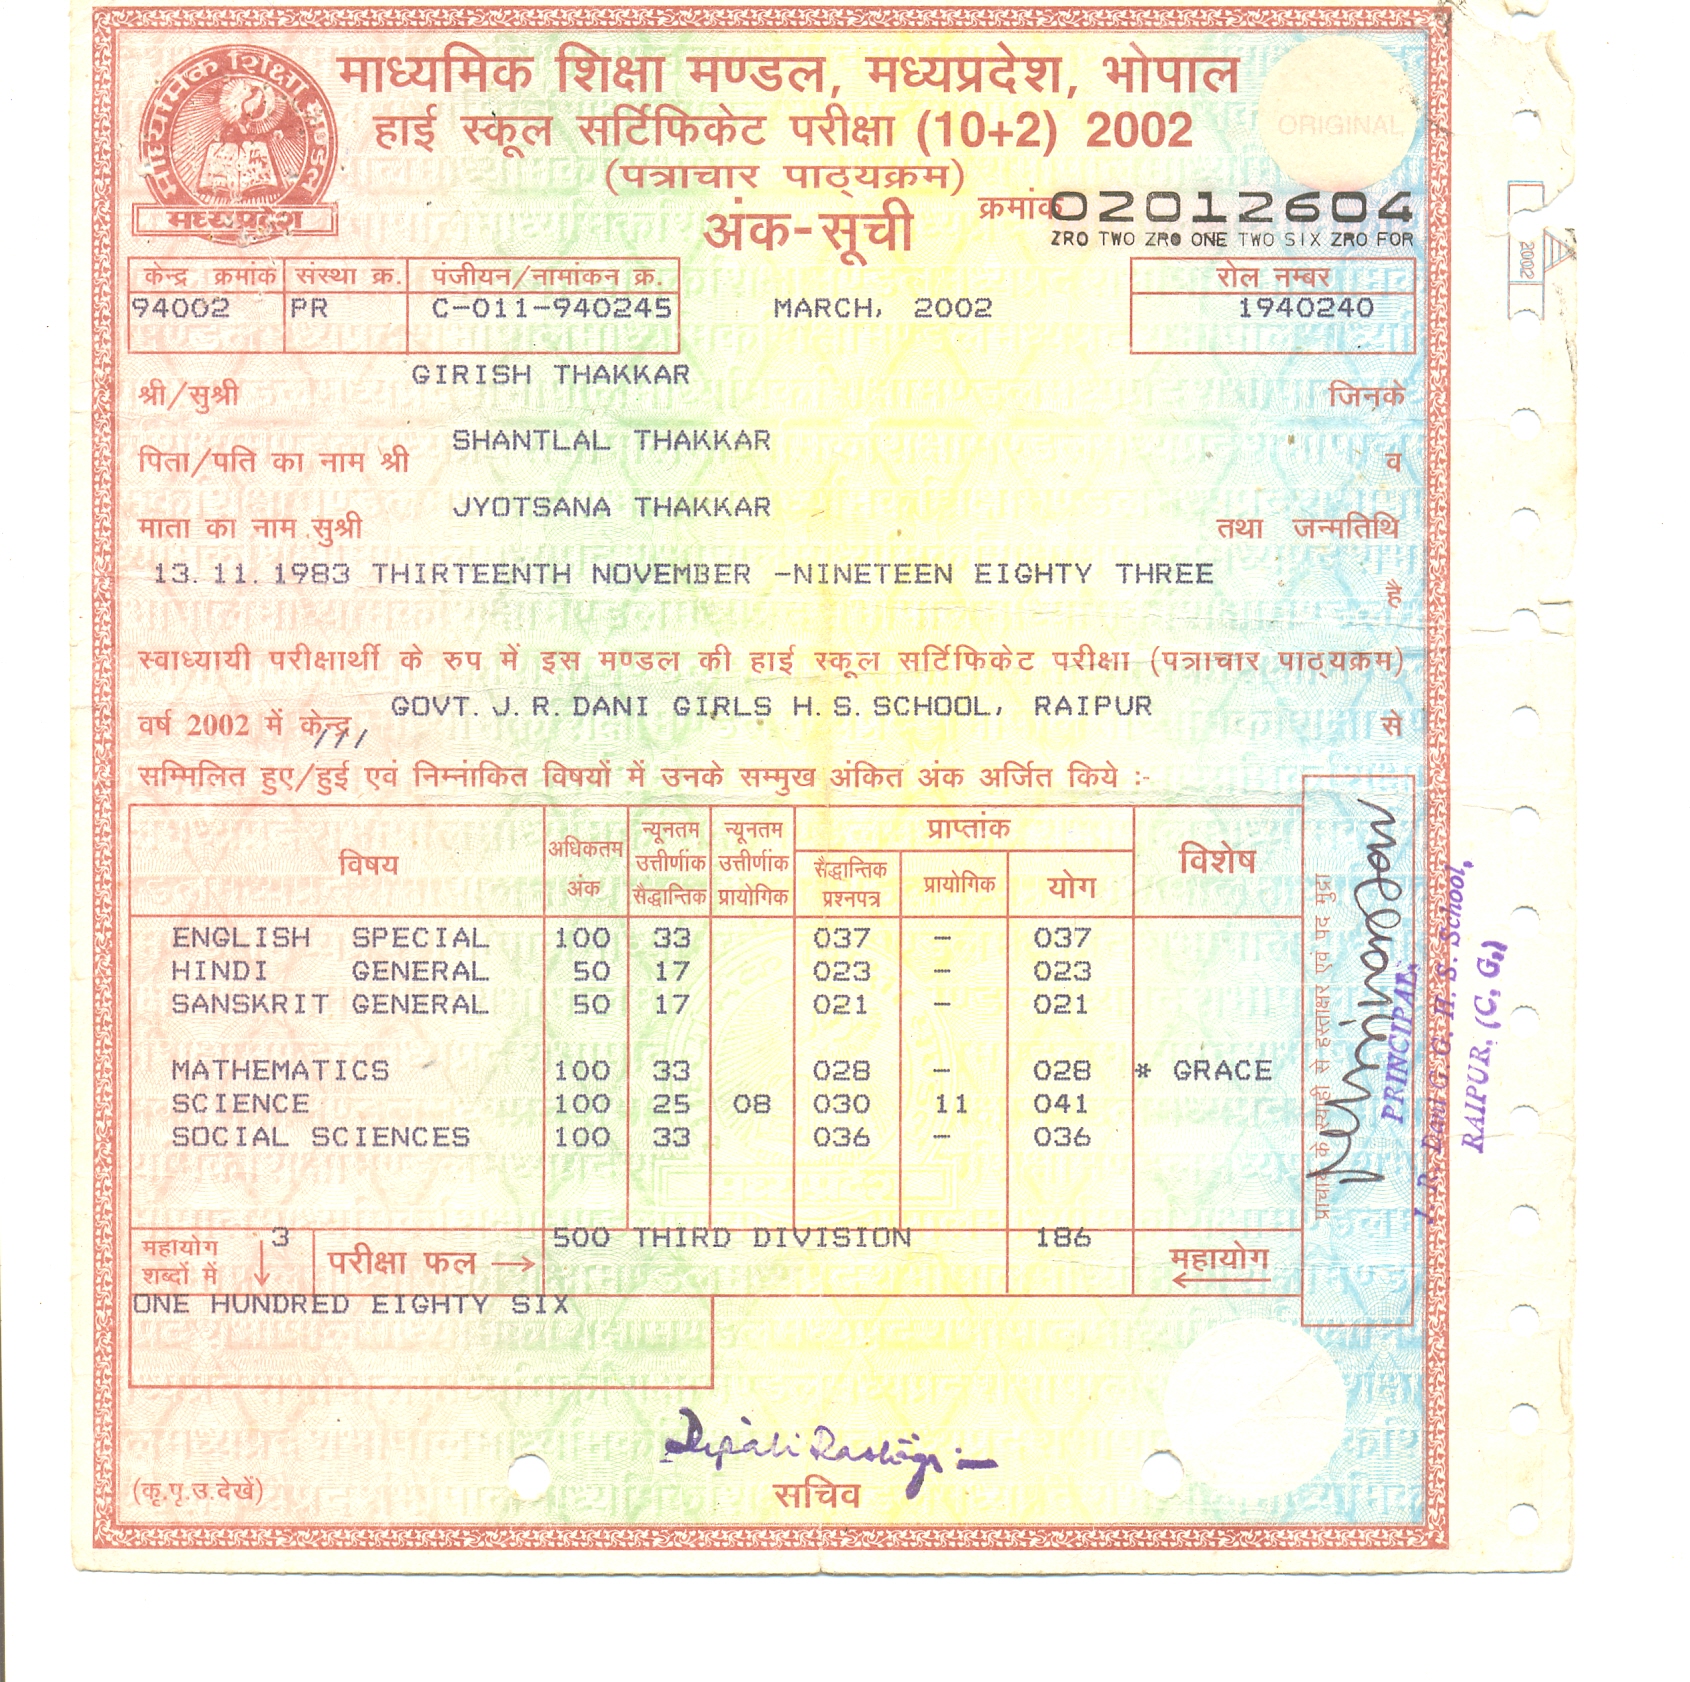 माध्यमिक शिक्षा मण्डल
मध्यप्रदेश
माध्यमिक शिक्षा मण्डल, मध्यप्रदेश, भोपाल
हाई स्कूल सर्टिफिकेट परीक्षा (10+2) 2002
(पत्राचार पाठ्यक्रम)
अंक-सूची
ORIGINAL
क्रमांक 02012604
ZRO TWO ZRO ONE TWO SIX ZRO FOR
2002
केन्द्र क्रमांक संस्था क्र. पंजीयन/नामांकन क्र. रोल नम्बर
94002 PR C-011-940245 MARCH, 2002 1940240
GIRISH THAKKAR
श्री/सुश्री जिनके
SHANTLAL THAKKAR
पिता/पति का नाम श्री व
JYOTSANA THAKKAR
माता का नाम सुश्री तथा जन्मतिथि
13.11.1983 THIRTEENTH NOVEMBER -NINETEEN EIGHTY THREE
है
स्वाध्यायी परीक्षार्थी के रुप में इस मण्डल की हाई स्कूल सर्टिफिकेट परीक्षा (पत्राचार पाठ्यक्रम)
GOVT. J. R. DANI GIRLS H. S. SCHOOL, RAIPUR
वर्ष 2002 में केन्द्र से
सम्मिलित हुए/हुई एवं निम्नांकित विषयों में उनके सम्मुख अंकित अंक अर्जित किये :-
विषय अधिकतम अंक न्यूनतम उत्तीर्णांक सैद्धान्तिक न्यूनतम उत्तीर्णांक प्रायोगिक प्राप्तांक विशेष
सैद्धान्तिक प्रश्नपत्र प्रायोगिक योग
ENGLISH SPECIAL 100 33 037 - 037
HINDI GENERAL 50 17 023 - 023
SANSKRIT GENERAL 50 17 021 - 021
MATHEMATICS 100 33 028 - 028 * GRACE
SCIENCE 100 25 08 030 11 041
SOCIAL SCIENCES 100 33 036 - 036
3 500 THIRD DIVISION 186
महायोग शब्दों में ↓ परीक्षा फल → महायोग ←
ONE HUNDRED EIGHTY SIX
प्राचार्य के स्याही से हस्ताक्षर एवं पद मुद्रा
PRINCIPAL,
J. R. Dani G. H. S. School,
RAIPUR, (C. G.)
सचिव
(कृ.पृ.उ.देखें)